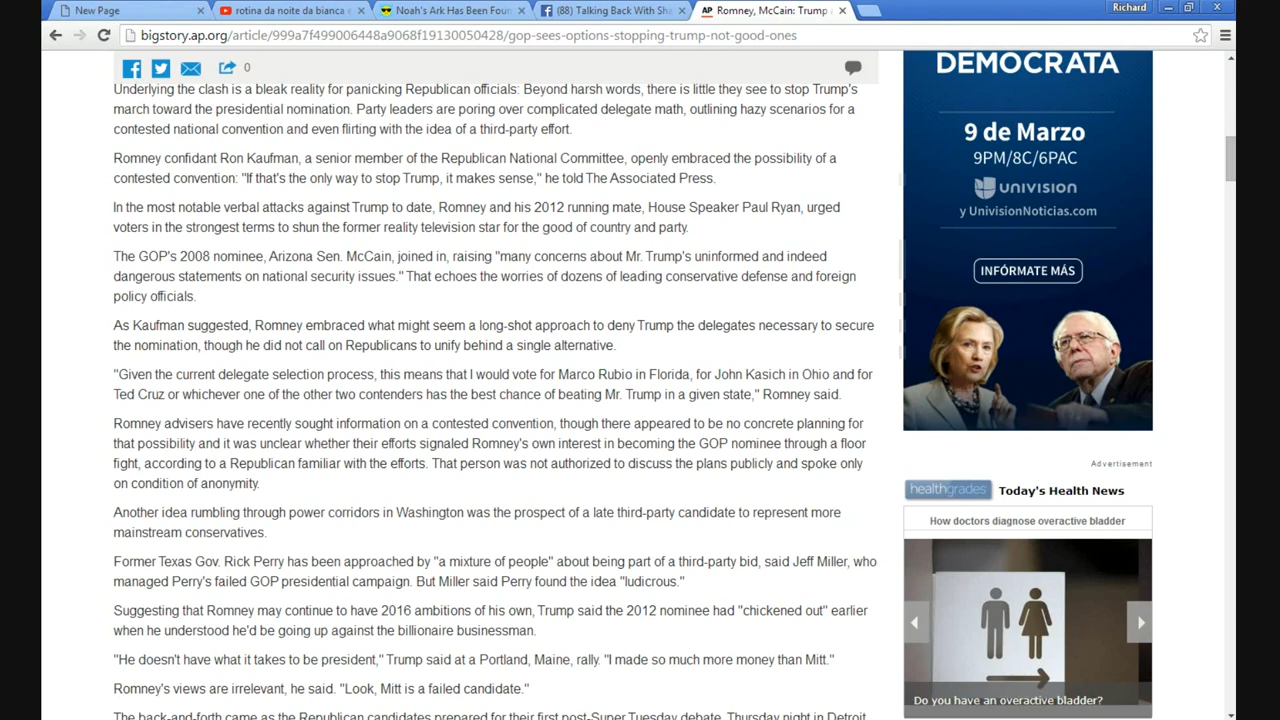 New Page
rotina da noite da bianca e
Noah's Ark Has Been Foun
(88) Talking Back With Sha
AP Romney, McCain: Trump
Richard
bigstory.ap.org/article/999a7f499006448a9068f19130050428/gop-sees-options-stopping-trump-not-good-ones
0
Underlying the clash is a bleak reality for panicking Republican officials: Beyond harsh words, there is little they see to stop Trump's
march toward the presidential nomination. Party leaders are poring over complicated delegate math, outlining hazy scenarios for a
contested national convention and even flirting with the idea of a third-party effort.
Romney confidant Ron Kaufman, a senior member of the Republican National Committee, openly embraced the possibility of a
contested convention: "If that's the only way to stop Trump, it makes sense," he told The Associated Press.
In the most notable verbal attacks against Trump to date, Romney and his 2012 running mate, House Speaker Paul Ryan, urged
voters in the strongest terms to shun the former reality television star for the good of country and party.
The GOP's 2008 nominee, Arizona Sen. McCain, joined in, raising "many concerns about Mr. Trump's uninformed and indeed
dangerous statements on national security issues." That echoes the worries of dozens of leading conservative defense and foreign
policy officials.
As Kaufman suggested, Romney embraced what might seem a long-shot approach to deny Trump the delegates necessary to secure
the nomination, though he did not call on Republicans to unify behind a single alternative.
"Given the current delegate selection process, this means that I would vote for Marco Rubio in Florida, for John Kasich in Ohio and for
Ted Cruz or whichever one of the other two contenders has the best chance of beating Mr. Trump in a given state," Romney said.
Romney advisers have recently sought information on a contested convention, though there appeared to be no concrete planning for
that possibility and it was unclear whether their efforts signaled Romney's own interest in becoming the GOP nominee through a floor
fight, according to a Republican familiar with the efforts. That person was not authorized to discuss the plans publicly and spoke only
on condition of anonymity.
Another idea rumbling through power corridors in Washington was the prospect of a late third-party candidate to represent more
mainstream conservatives.
Former Texas Gov. Rick Perry has been approached by "a mixture of people" about being part of a third-party bid, said Jeff Miller, who
managed Perry's failed GOP presidential campaign. But Miller said Perry found the idea "ludicrous."
Suggesting that Romney may continue to have 2016 ambitions of his own, Trump said the 2012 nominee had "chickened out" earlier
when he understood he'd be going up against the billionaire businessman.
"He doesn't have what it takes to be president," Trump said at a Portland, Maine, rally. "I made so much more money than Mitt."
Romney's views are irrelevant, he said. "Look, Mitt is a failed candidate."
The back-and-forth came as the Republican candidates prepared for their first post-Super Tuesday debate, Thursday night in Detroit
DEMÓCRATA
9 de Marzo
9PM/8C/6PAC
UNIVISION
y UnivisionNoticias.com
INFÓRMATE MÁS
Advertisement
healthgrades Today's Health News
How doctors diagnose overactive bladder
Do you have an overactive bladder?